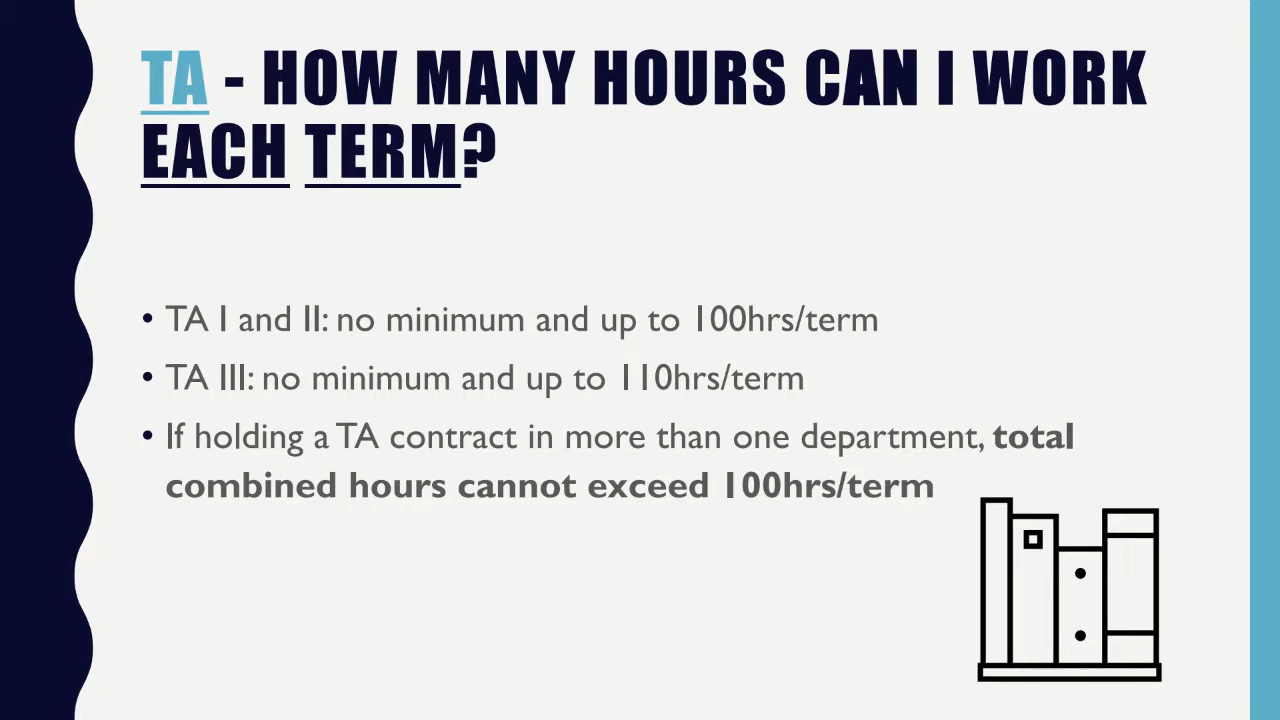 TA - HOW MANY HOURS CAN I WORK
EACH TERM?
• TA I and II: no minimum and up to 100hrs/term
• TA III: no minimum and up to 110hrs/term
• If holding a TA contract in more than one department, total
combined hours cannot exceed 100hrs/term